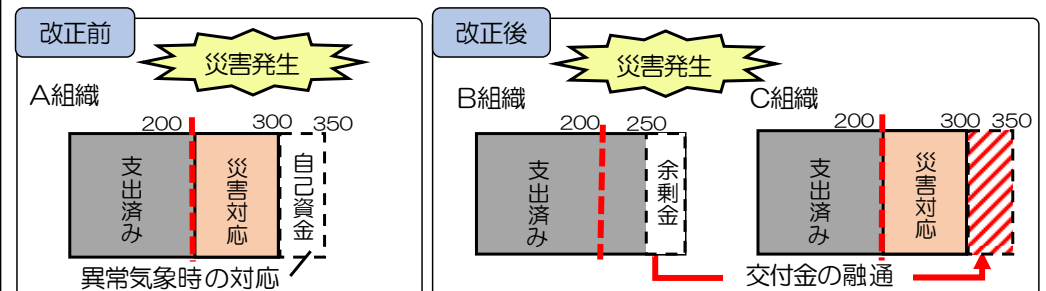 改正前
災害発生
A組織
200
300
350
支出済み
災害対応
自己資金
異常気象時の対応
改正後
災害発生
B組織
200
250
支出済み
余剰金
C組織
200
300
350
支出済み
災害対応
交付金の融通